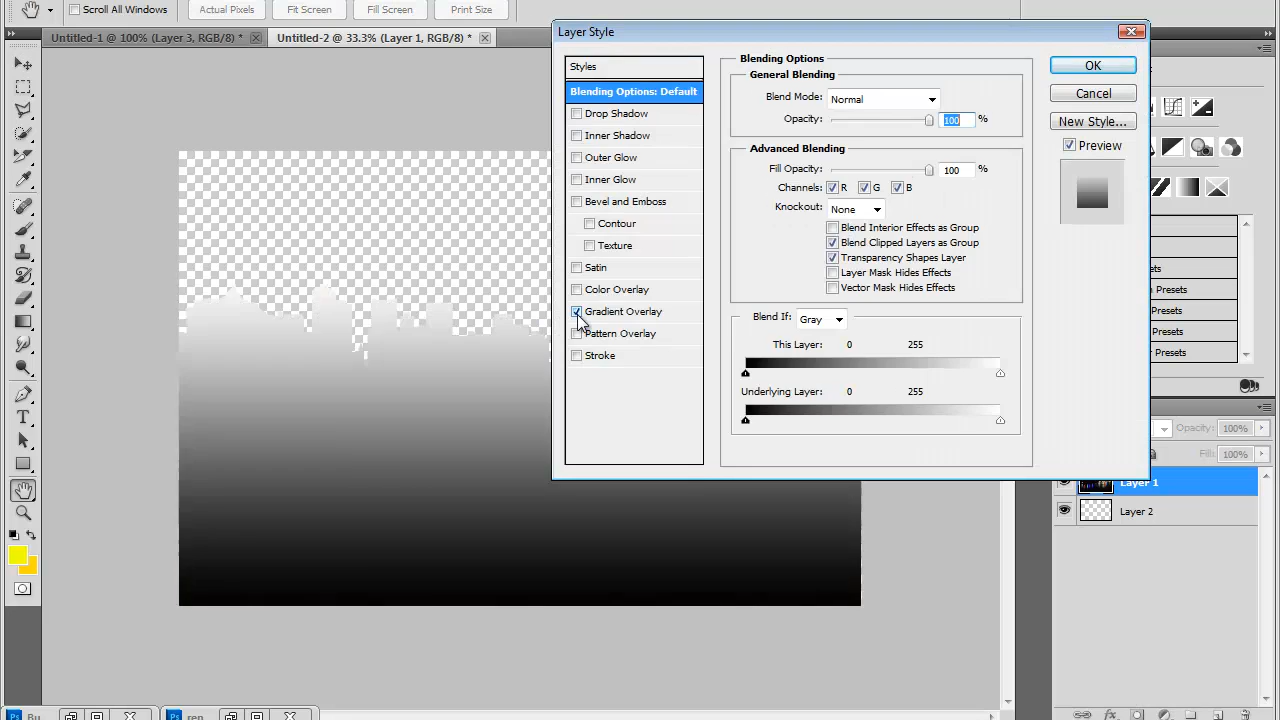 Scroll All Windows
Actual Pixels
Fit Screen
Fill Screen
Print Size
Untitled-1 @ 100% (Layer 3, RGB/8) *
Untitled-2 @ 33.3% (Layer 1, RGB/8) *
Layer Style
Styles
Blending Options: Default
Drop Shadow
Inner Shadow
Outer Glow
Inner Glow
Bevel and Emboss
Contour
Texture
Satin
Color Overlay
Gradient Overlay
Pattern Overlay
Stroke
Blending Options
General Blending
Blend Mode: Normal
Opacity: 100 %
Advanced Blending
Fill Opacity: 100 %
Channels: R G B
Knockout: None
Blend Interior Effects as Group
Blend Clipped Layers as Group
Transparency Shapes Layer
Layer Mask Hides Effects
Vector Mask Hides Effects
Blend If: Gray
This Layer: 0 255
Underlying Layer: 0 255
OK
Cancel
New Style...
Preview
Presets
Presets
Presets
Presets
Opacity: 100%
Fill: 100%
Layer 1
Layer 2
Ps Bu
Ps ren